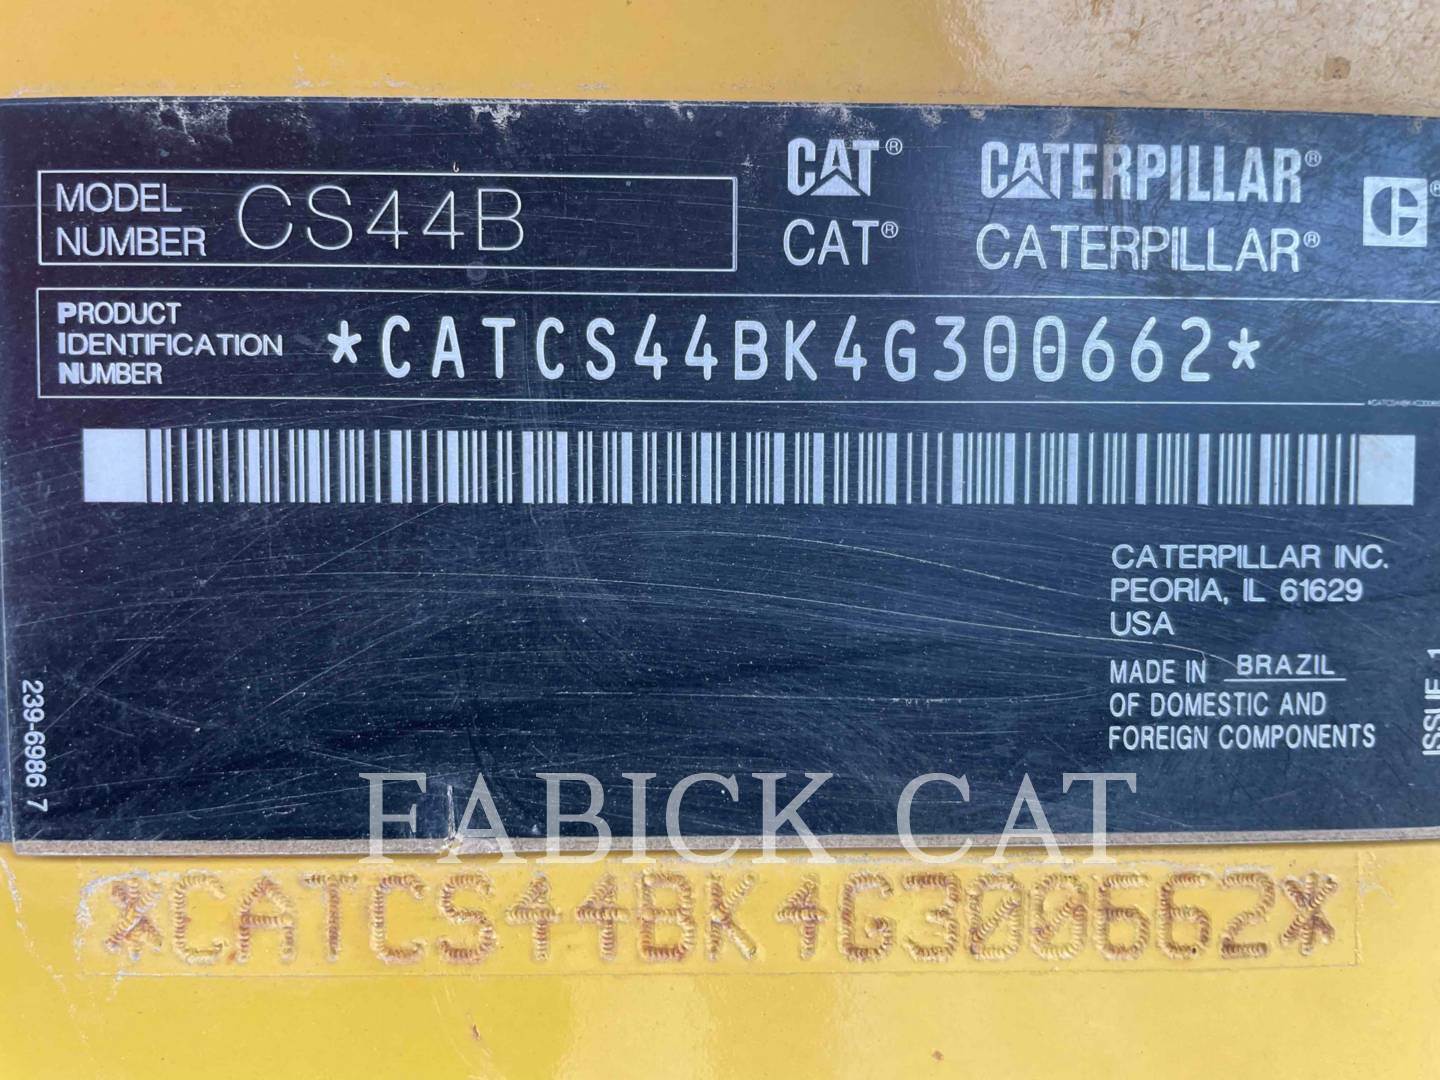 MODEL NUMBER CS44B
CAT® CATERPILLAR®
CAT® CATERPILLAR®
PRODUCT IDENTIFICATION NUMBER *CATCS44BK4G300662*
CATERPILLAR INC.
PEORIA, IL 61629
USA
MADE IN BRAZIL
OF DOMESTIC AND
FOREIGN COMPONENTS
239-6986 7
ISSUE 1
FABICK CAT
*CATCS44BK4G300662*